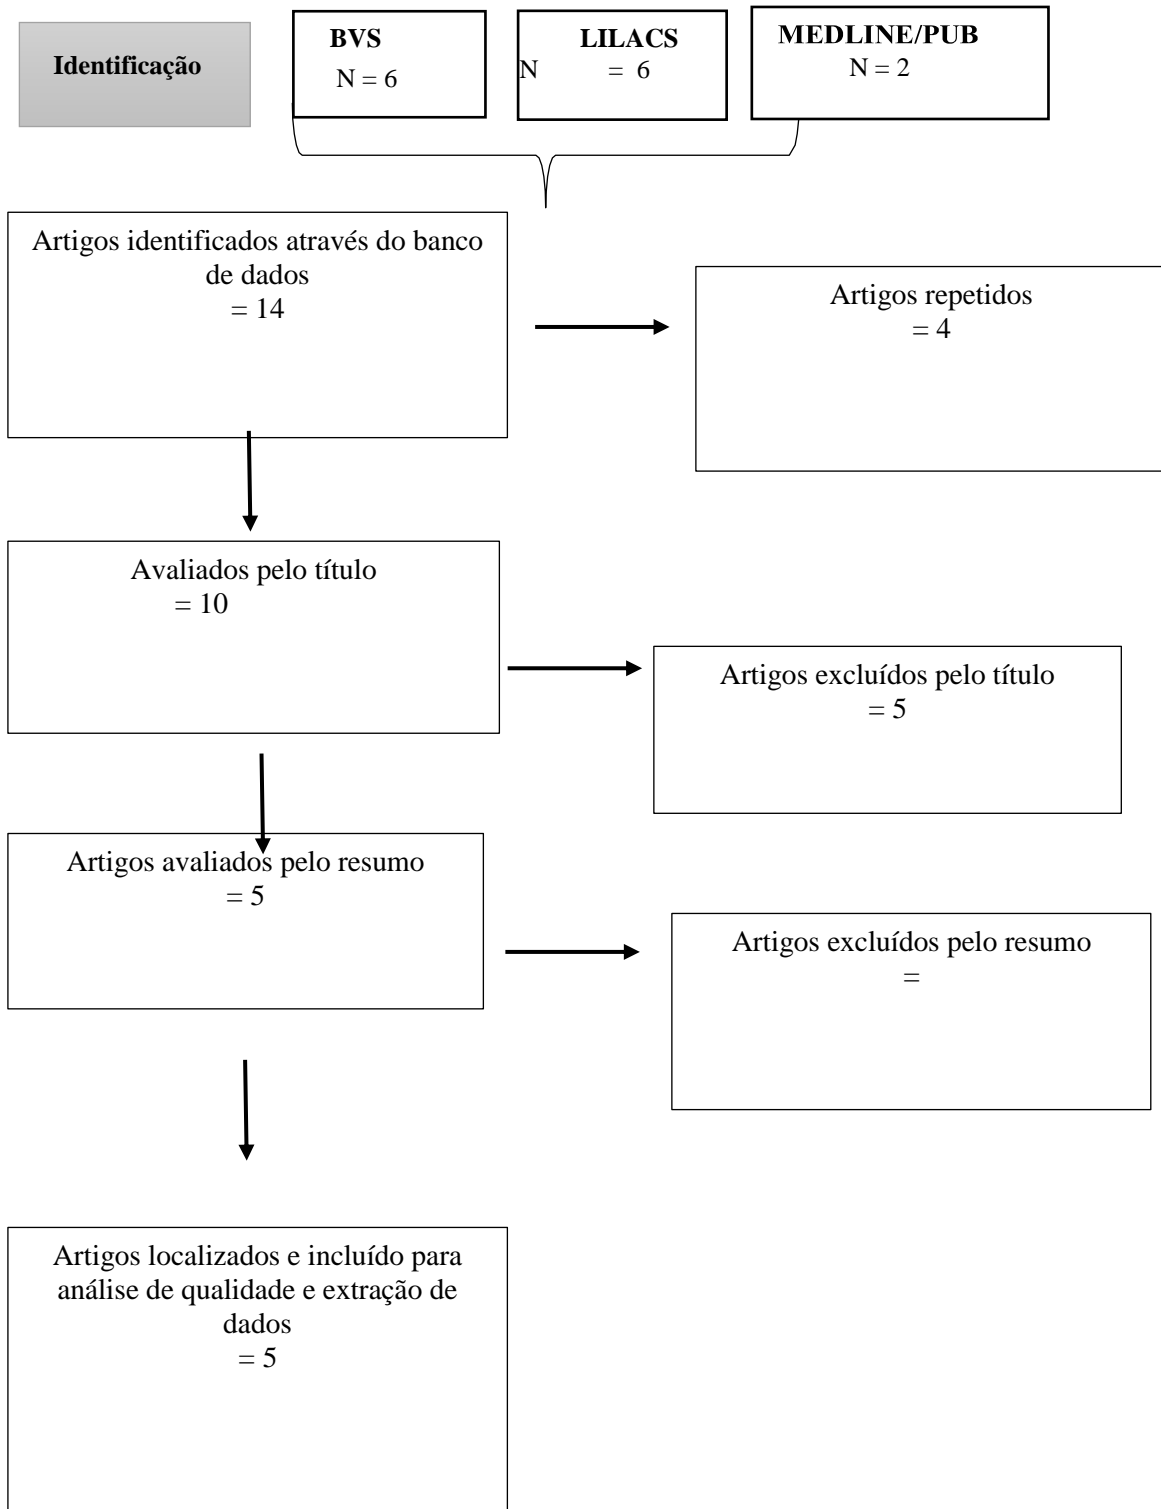 Identificação
BVS
N = 6
LILACS
N = 6
MEDLINE/PUB
N = 2
Artigos identificados através do banco
de dados
= 14
Artigos repetidos
= 4
Avaliados pelo título
= 10
Artigos excluídos pelo título
= 5
Artigos avaliados pelo resumo
= 5
Artigos excluídos pelo resumo
=
Artigos localizados e incluído para
análise de qualidade e extração de
dados
= 5